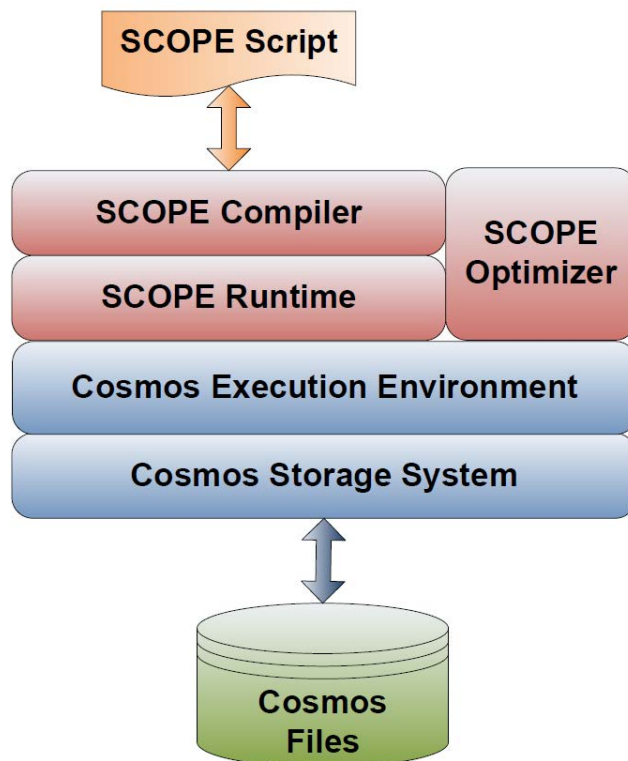 SCOPE Script
SCOPE Compiler
SCOPE
Optimizer
SCOPE Runtime
Cosmos Execution Environment
Cosmos Storage System
Cosmos
Files